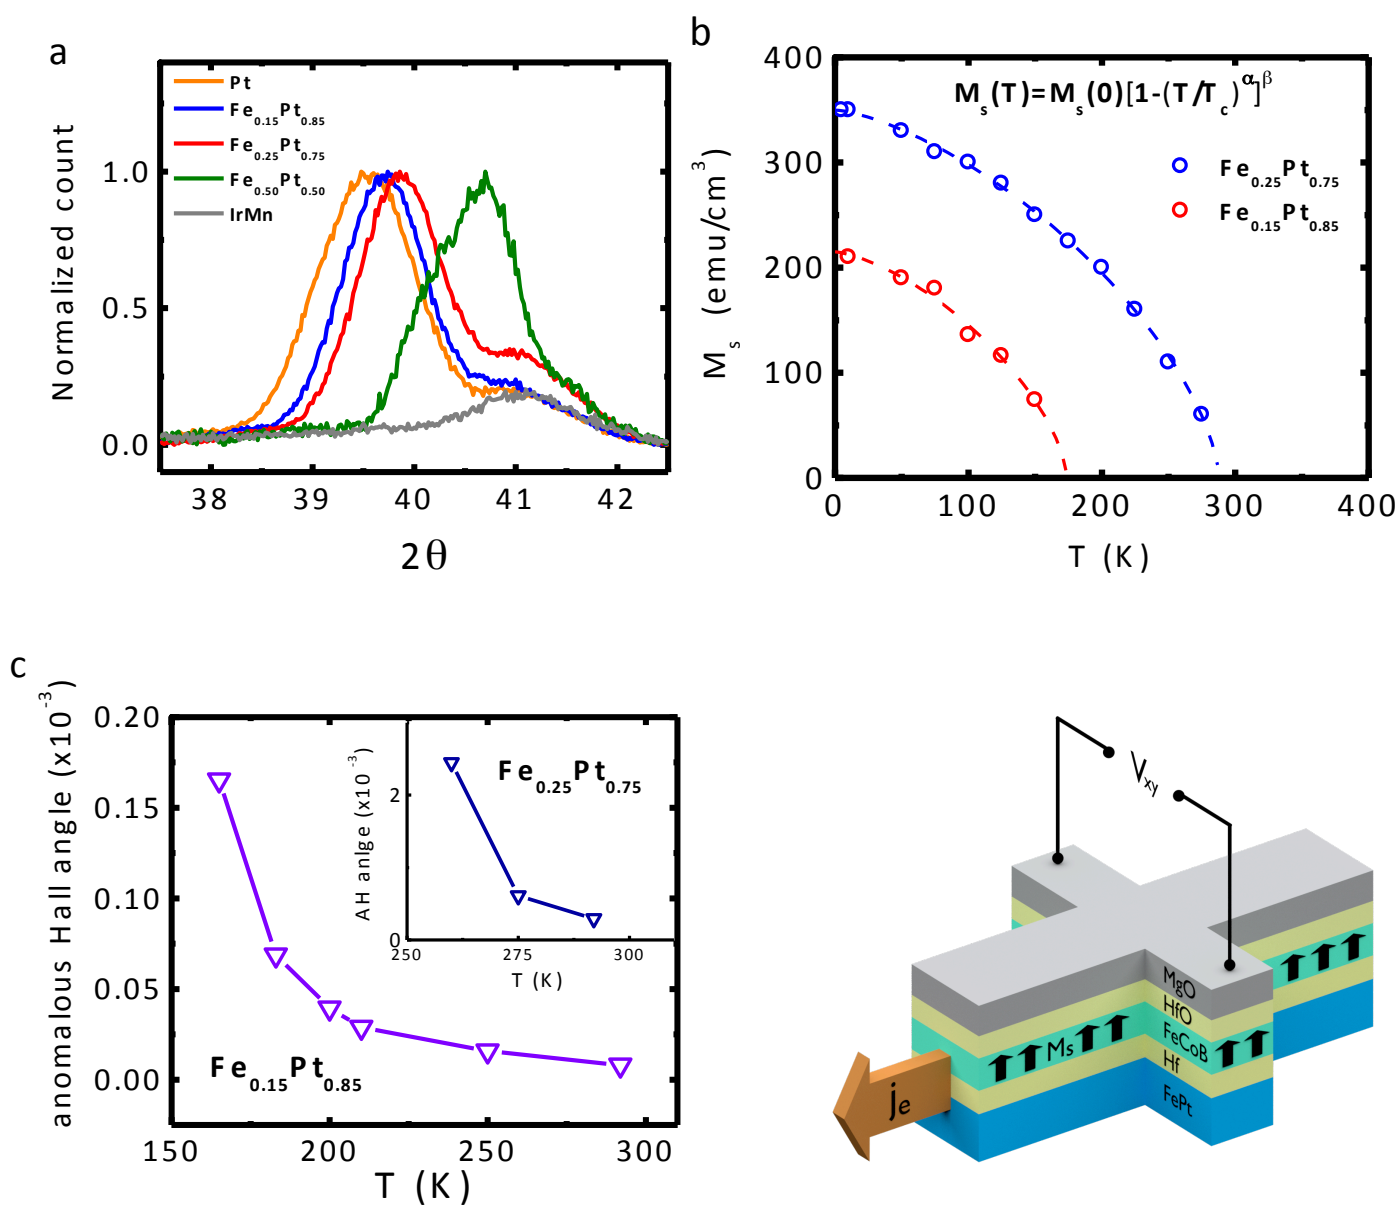 a
Pt
Fe0.15Pt0.85
Fe0.25Pt0.75
Fe0.50Pt0.50
IrMn
Normalized count
1.0
0.5
0.0
38 39 40 41 42
2θ
b
Ms(T)=Ms(0)[1-(T/Tc)^α]^β
Fe0.25Pt0.75
Fe0.15Pt0.85
Ms (emu/cm³)
400
300
200
100
0
0 100 200 300 400
T (K)
c
anomalous Hall angle (x10⁻³)
0.20
0.15
0.10
0.05
0.00
150 200 250 300
T (K)
Fe0.15Pt0.85
Fe0.25Pt0.75
AH anlge (x10⁻³)
2
0
250 275 300
T (K)
Vxy
MgO
HfO
FeCoB
Hf
FePt
Ms
je